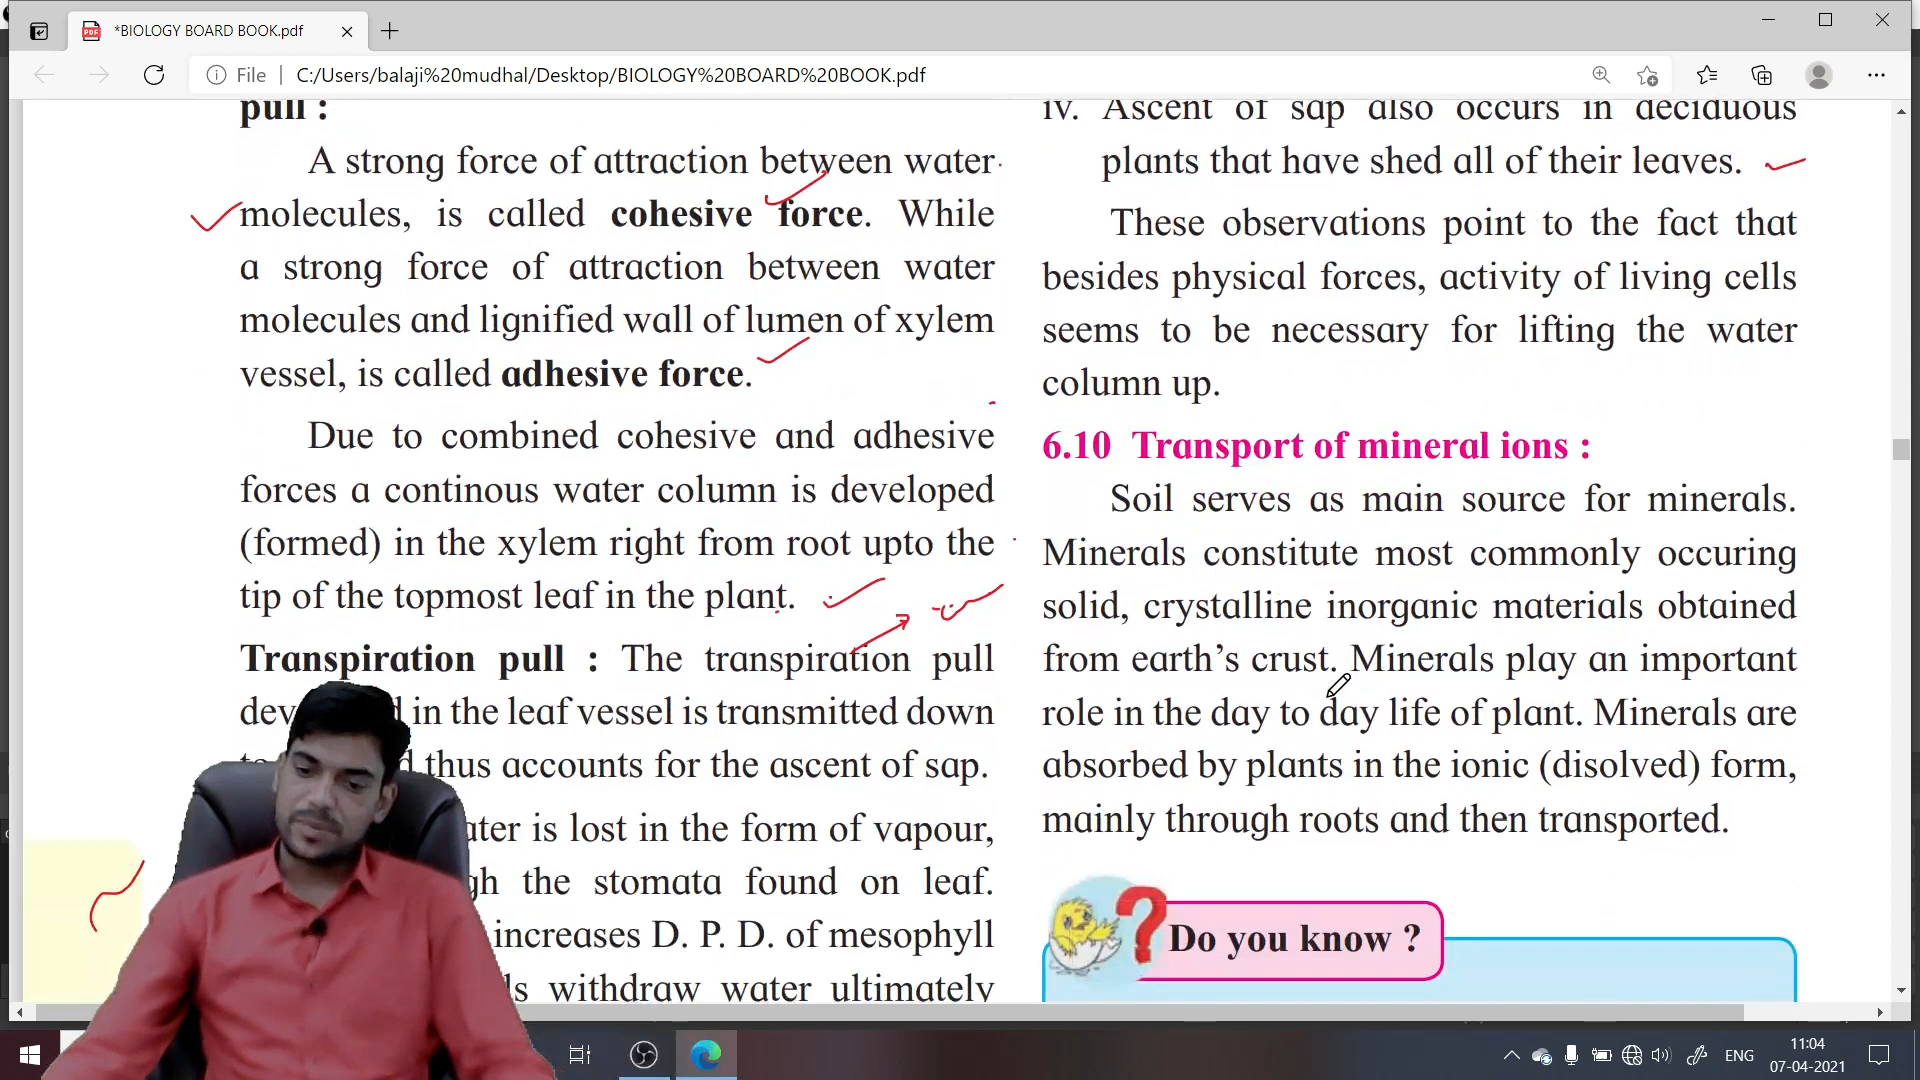 *BIOLOGY BOARD BOOK.pdf
File
C:/Users/balaji%20mudhal/Desktop/BIOLOGY%20BOARD%20BOOK.pdf
pull :
A strong force of attraction between water
molecules, is called cohesive force. While
a strong force of attraction between water
molecules and lignified wall of lumen of xylem
vessel, is called adhesive force.
Due to combined cohesive and adhesive
forces a continous water column is developed
(formed) in the xylem right from root upto the
tip of the topmost leaf in the plant.
Transpiration pull : The transpiration pull
in the leaf vessel is transmitted down
thus accounts for the ascent of sap.
is lost in the form of vapour,
the stomata found on leaf.
increases D. P. D. of mesophyll
withdraw water ultimately
iv. Ascent of sap also occurs in deciduous
plants that have shed all of their leaves.
These observations point to the fact that
besides physical forces, activity of living cells
seems to be necessary for lifting the water
column up.
6.10 Transport of mineral ions :
Soil serves as main source for minerals.
Minerals constitute most commonly occuring
solid, crystalline inorganic materials obtained
from earth's crust. Minerals play an important
role in the day to day life of plant. Minerals are
absorbed by plants in the ionic (disolved) form,
mainly through roots and then transported.
Do you know ?
ENG
11:04
07-04-2021